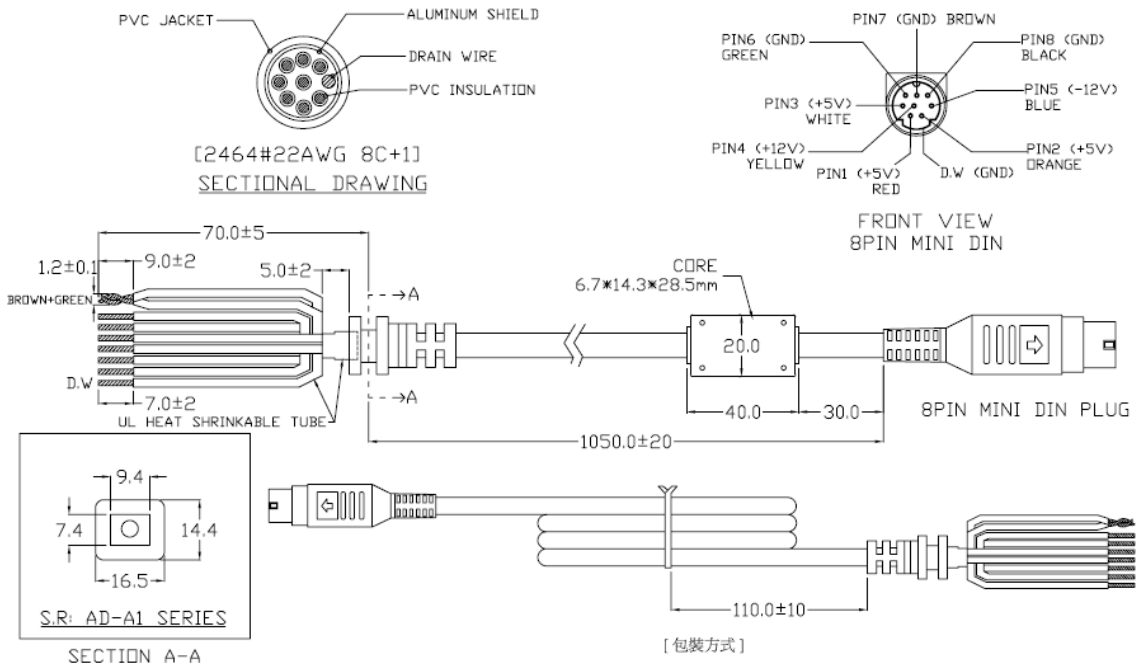 PVC JACKET
ALUMINUM SHIELD
DRAIN WIRE
PVC INSULATION
[2464#22AWG 8C+1]
SECTIONAL DRAWING
PIN7 (GND) BROWN
PIN6 (GND)
GREEN
PIN8 (GND)
BLACK
PIN3 (+5V)
WHITE
PIN5 (-12V)
BLUE
PIN4 (+12V)
YELLOW
PIN2 (+5V)
ORANGE
PIN1 (+5V)
RED
D.W (GND)
FRONT VIEW
8PIN MINI DIN
70.0±5
1.2±0.1
9.0±2
5.0±2
BROWN+GREEN
D.W
7.0±2
UL HEAT SHRINKABLE TUBE
A
A
CORE
6.7*14.3*28.5mm
20.0
40.0
30.0
8PIN MINI DIN PLUG
1050.0±20
9.4
7.4
14.4
16.5
S.R: AD-A1 SERIES
SECTION A-A
110.0±10
[包裝方式]